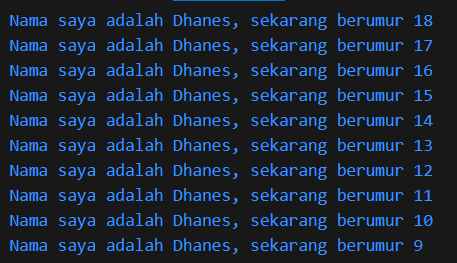 Nama saya adalah Dhanes, sekarang berumur 18
Nama saya adalah Dhanes, sekarang berumur 17
Nama saya adalah Dhanes, sekarang berumur 16
Nama saya adalah Dhanes, sekarang berumur 15
Nama saya adalah Dhanes, sekarang berumur 14
Nama saya adalah Dhanes, sekarang berumur 13
Nama saya adalah Dhanes, sekarang berumur 12
Nama saya adalah Dhanes, sekarang berumur 11
Nama saya adalah Dhanes, sekarang berumur 10
Nama saya adalah Dhanes, sekarang berumur 9